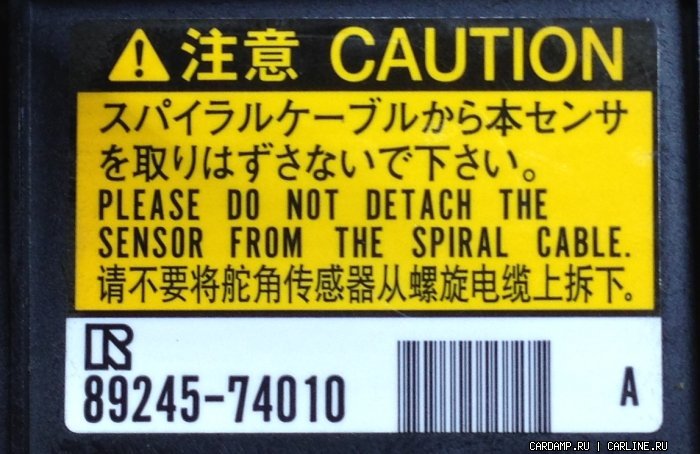 注意 CAUTION
スパイラルケーブルから本センサ
を取りはずさないで下さい。
PLEASE DO NOT DETACH THE
SENSOR FROM THE SPIRAL CABLE.
请不要将舵角传感器从螺旋电缆上拆下。
R
89245-74010
A
CARDAMP.RU | CARLINE.RU